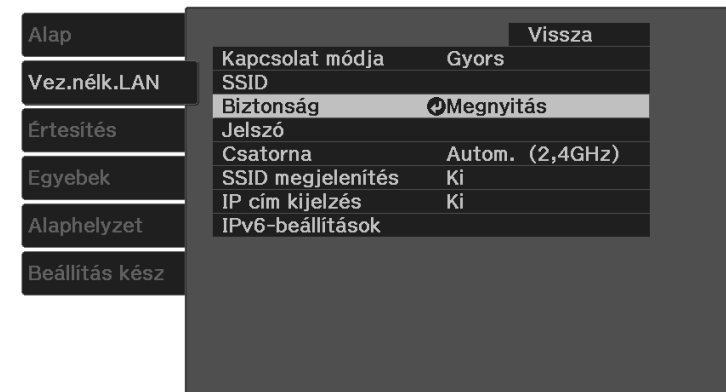 Alap
Vez.nélk.LAN
Értesítés
Egyebek
Alaphelyzet
Beállítás kész
Vissza
Kapcsolat módja Gyors
SSID
Biztonság Megnyitás
Jelszó
Csatorna Autom. (2,4GHz)
SSID megjelenítés Ki
IP cím kijelzés Ki
IPv6-beállítások